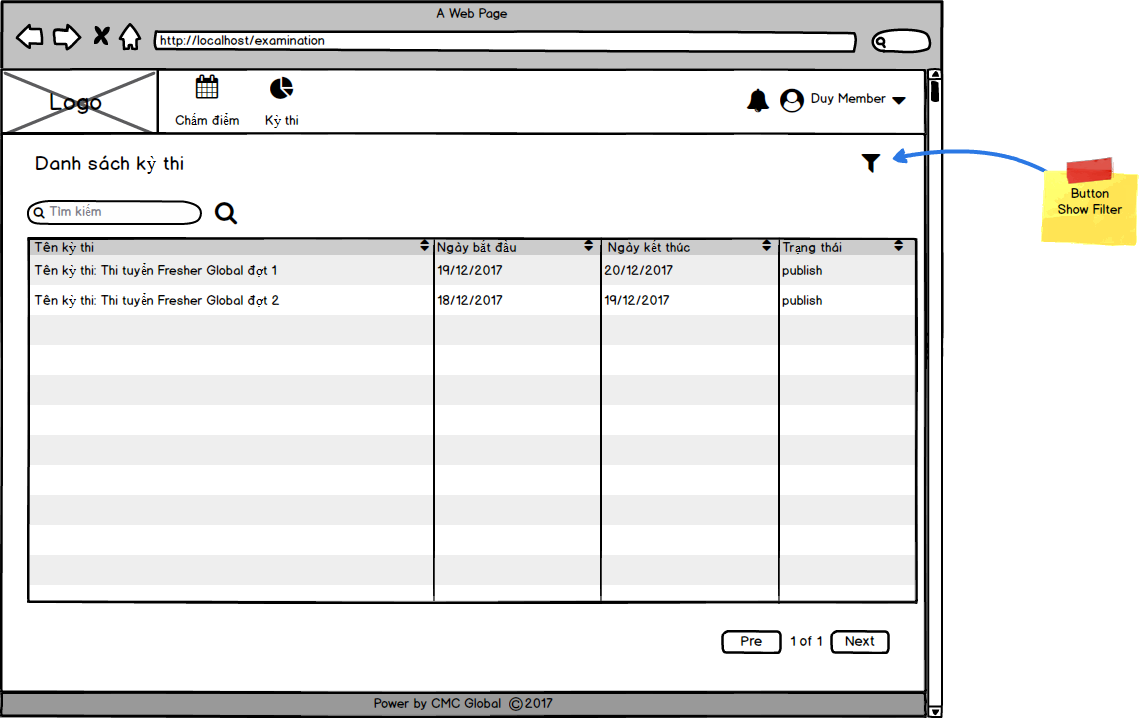 A Web Page
http://localhost/examination
Logo
Chấm điểm
Kỳ thi
Duy Member
Danh sách kỳ thi
Button
Show Filter
Tìm kiếm
Tên kỳ thi Ngày bắt đầu Ngày kết thúc Trạng thái
Tên kỳ thi: Thi tuyển Fresher Global đợt 1 19/12/2017 20/12/2017 publish
Tên kỳ thi: Thi tuyển Fresher Global đợt 2 18/12/2017 19/12/2017 publish
Pre 1 of 1 Next
Power by CMC Global ©2017